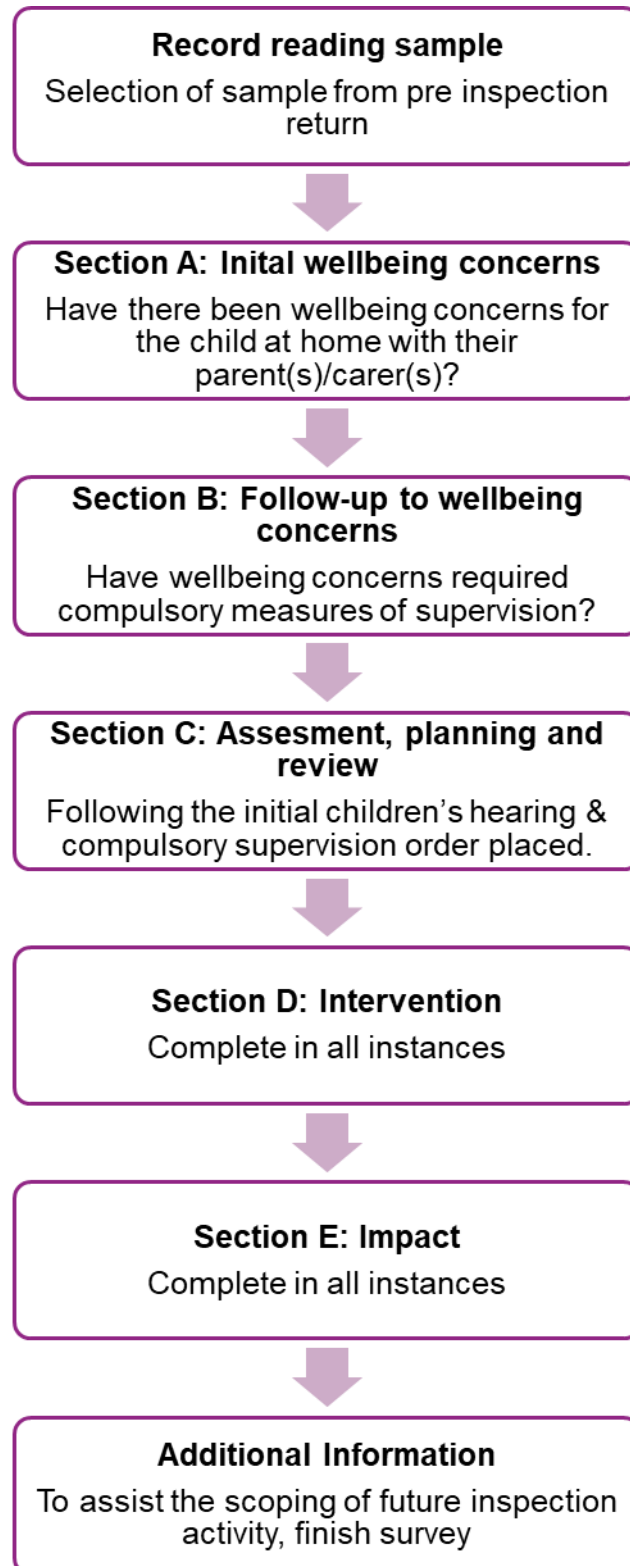 Record reading sample
Selection of sample from pre inspection
return
Section A: Inital wellbeing concerns
Have there been wellbeing concerns for
the child at home with their
parent(s)/carer(s)?
Section B: Follow-up to wellbeing
concerns
Have wellbeing concerns required
compulsory measures of supervision?
Section C: Assesment, planning and
review
Following the initial children's hearing &
compulsory supervision order placed.
Section D: Intervention
Complete in all instances
Section E: Impact
Complete in all instances
Additional Information
To assist the scoping of future inspection
activity, finish survey